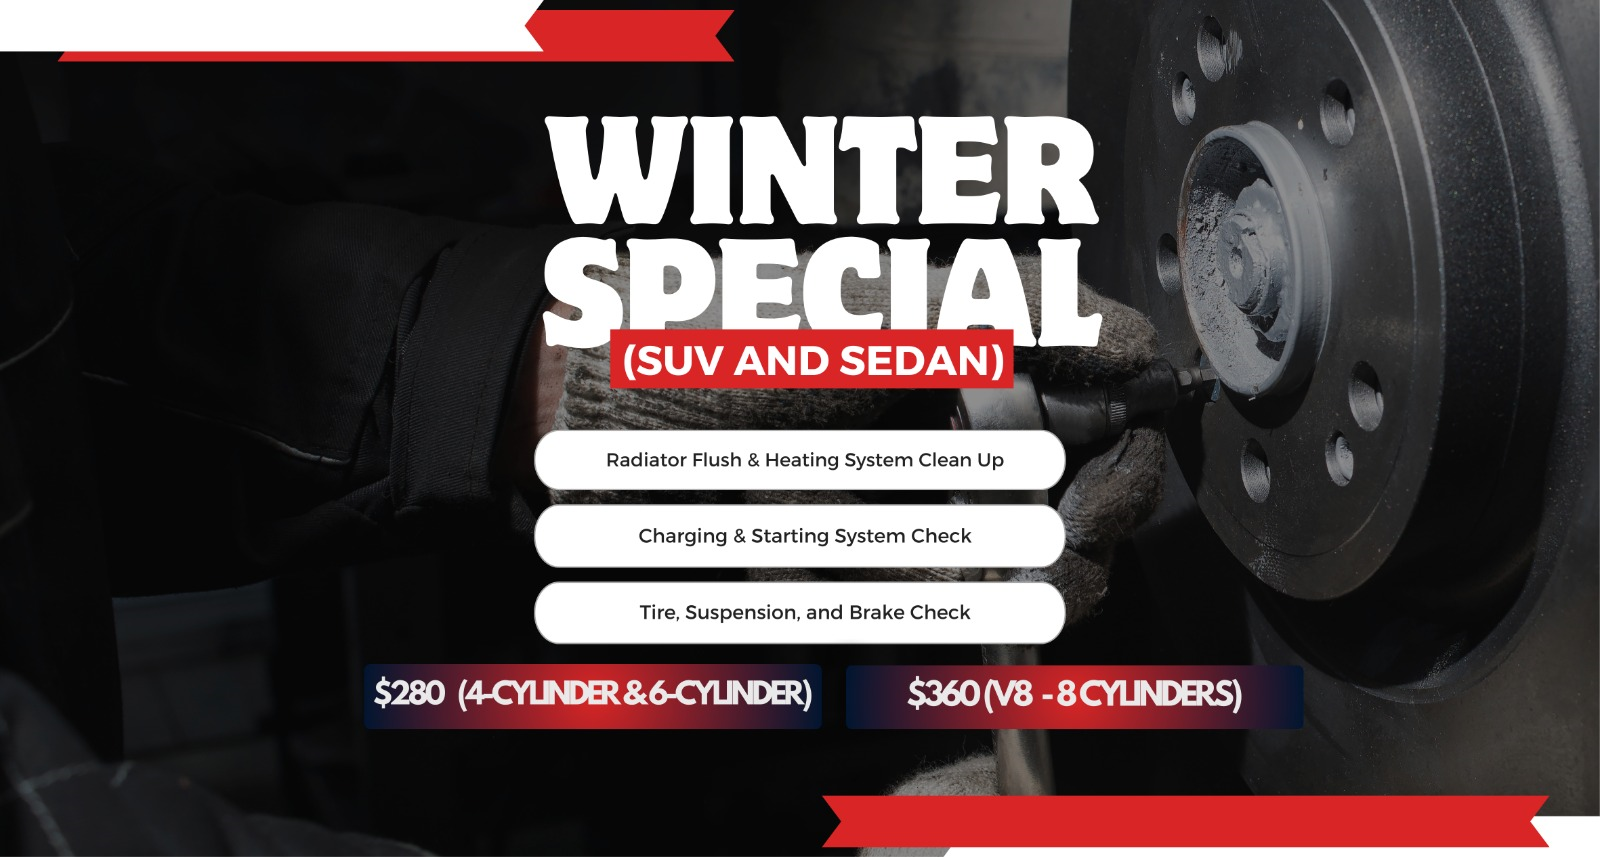 WINTER
SPECIAL
(SUV AND SEDAN)
Radiator Flush & Heating System Clean Up
Charging & Starting System Check
Tire, Suspension, and Brake Check
$280 (4-CYLINDER & 6-CYLINDER)
$360 (V8 - 8 CYLINDERS)